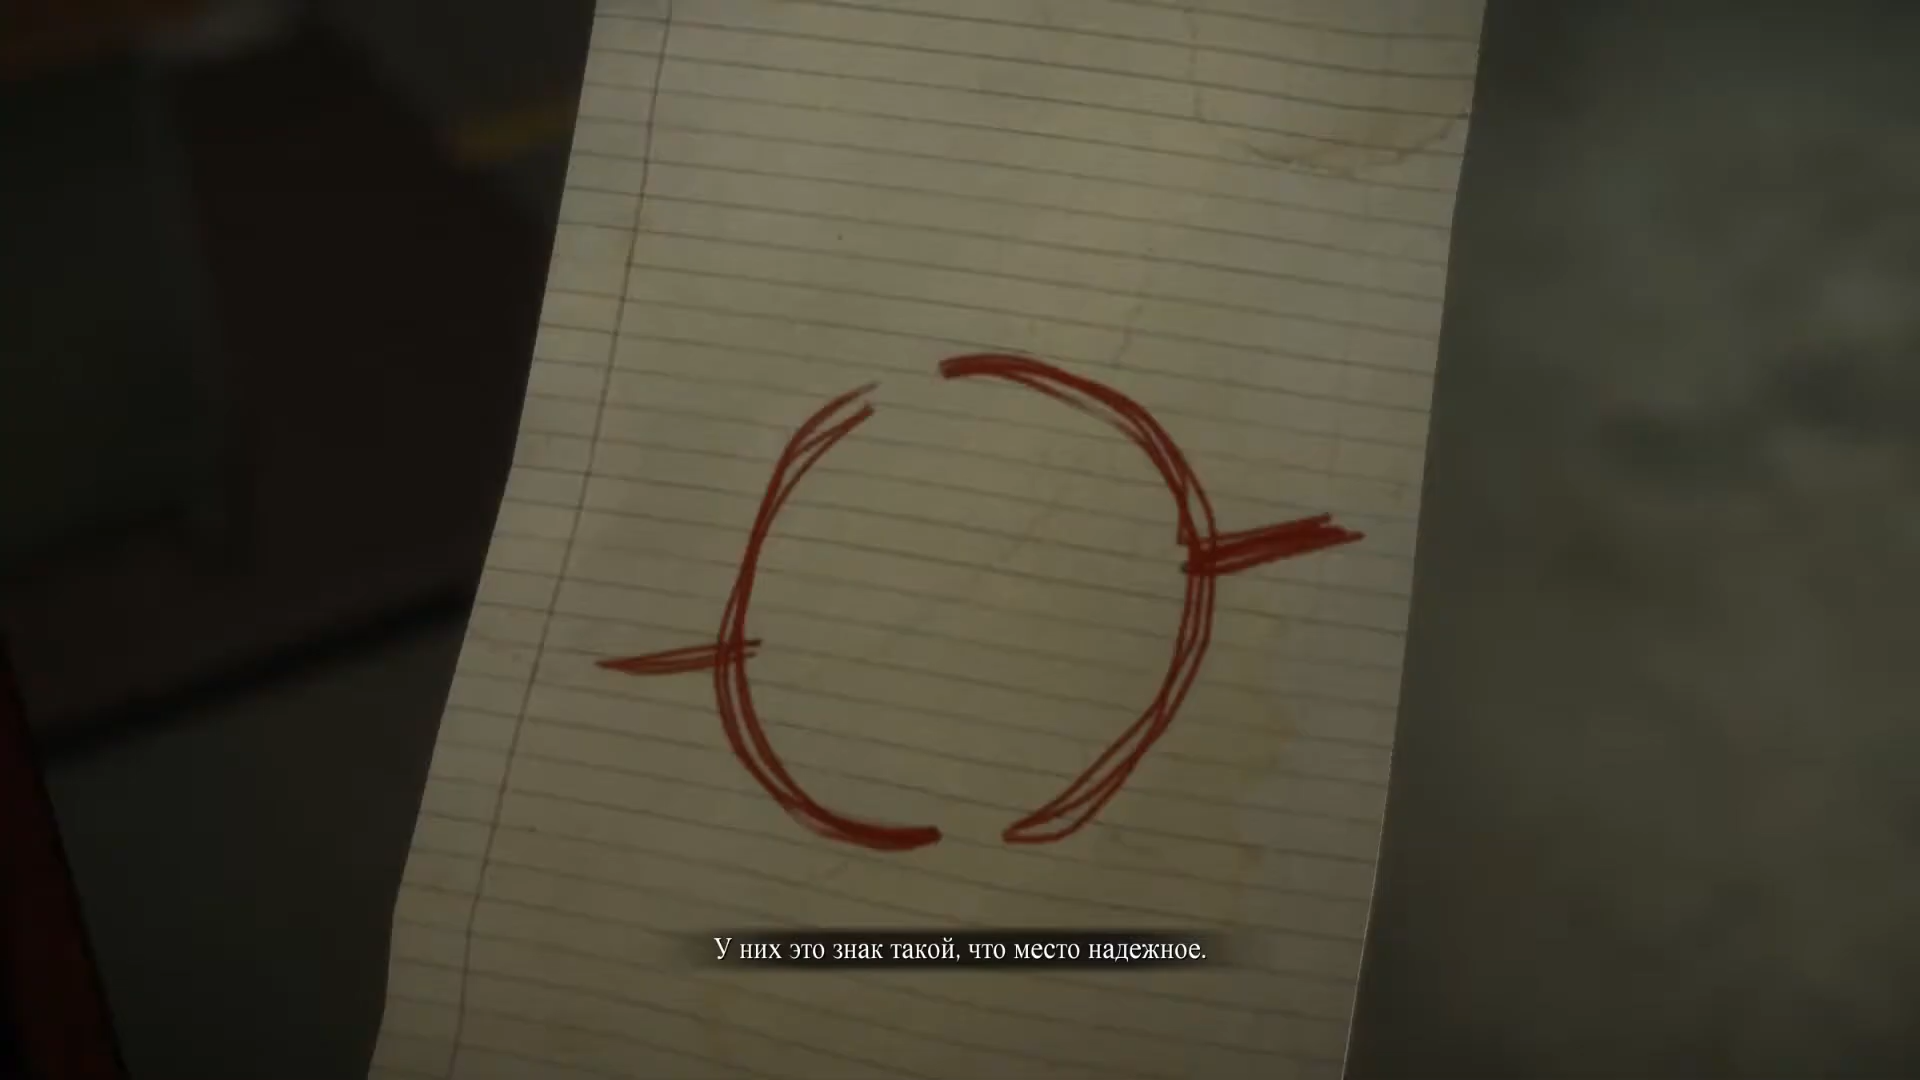 У них это знак такой, что место надежное.